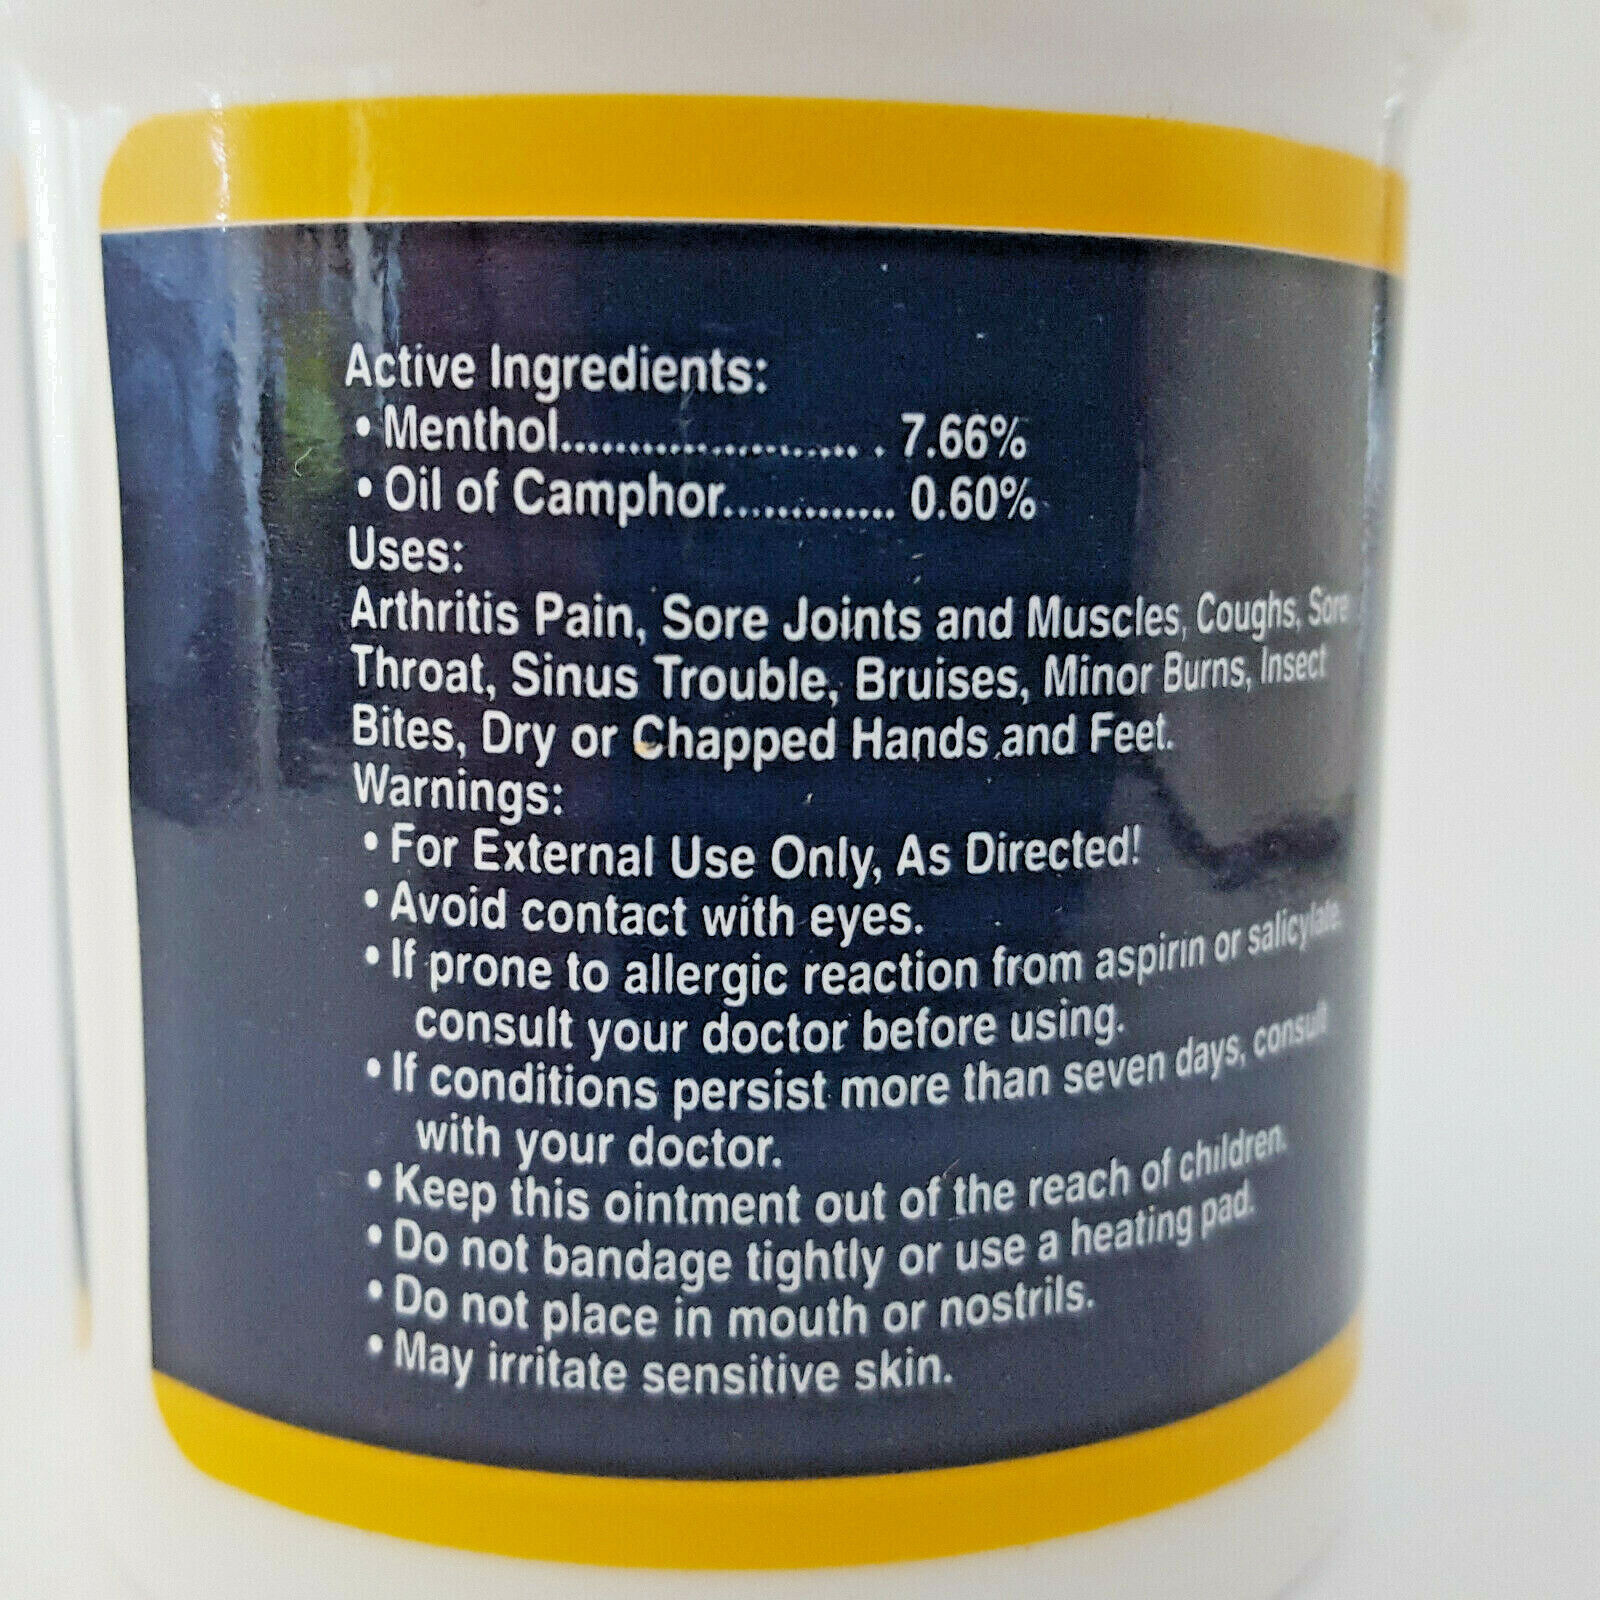 Active Ingredients:
• Menthol...................... . 7.66%
• Oil of Camphor............. 0.60%
Uses:
Arthritis Pain, Sore Joints and Muscles, Coughs, Sore
Throat, Sinus Trouble, Bruises, Minor Burns, Insect
Bites, Dry or Chapped Hands and Feet.
Warnings:
• For External Use Only, As Directed!
• Avoid contact with eyes.
• If prone to allergic reaction from aspirin or salicylate,
consult your doctor before using.
• If conditions persist more than seven days, consult
with your doctor.
• Keep this ointment out of the reach of children.
• Do not bandage tightly or use a heating pad.
• Do not place in mouth or nostrils.
• May irritate sensitive skin.